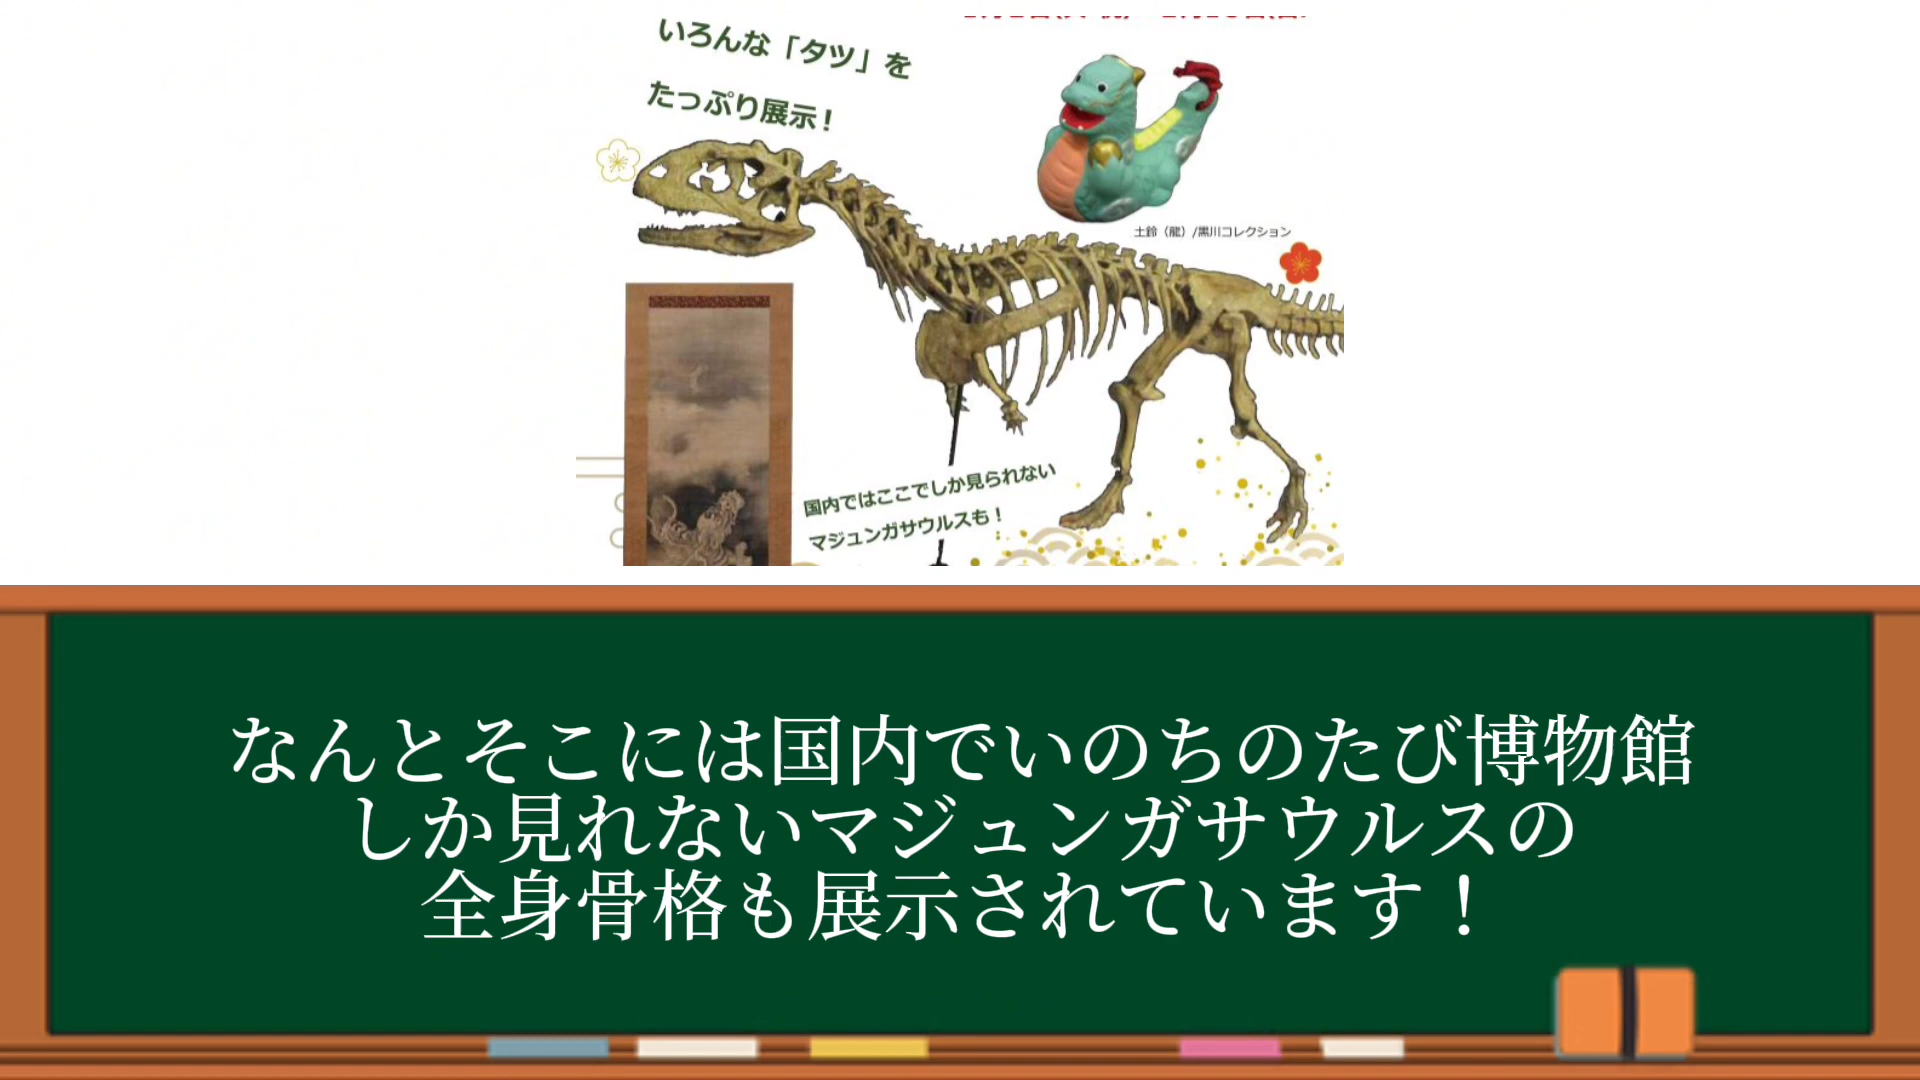 いろんな「タツ」を
たっぷり展示！
土鈴（龍）/黒川コレクション
国内ではここでしか見られない
マジュンガサウルスも！
なんとそこには国内でいのちのたび博物館
しか見れないマジュンガサウルスの
全身骨格も展示されています！